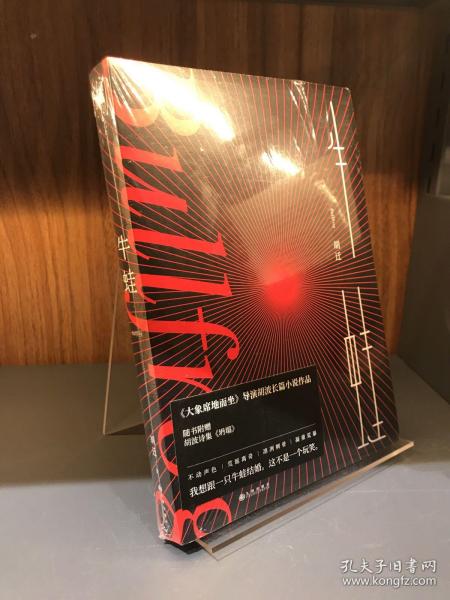 Bullfrog
牛蛙
胡迁
牛
蛙
《大象席地而坐》导演胡波长篇小说作品
随书附赠
胡波诗集《坍塌》
我想跟一只牛蛙结婚，这不是一个玩笑。
孔夫子旧书网
www.kongfz.com